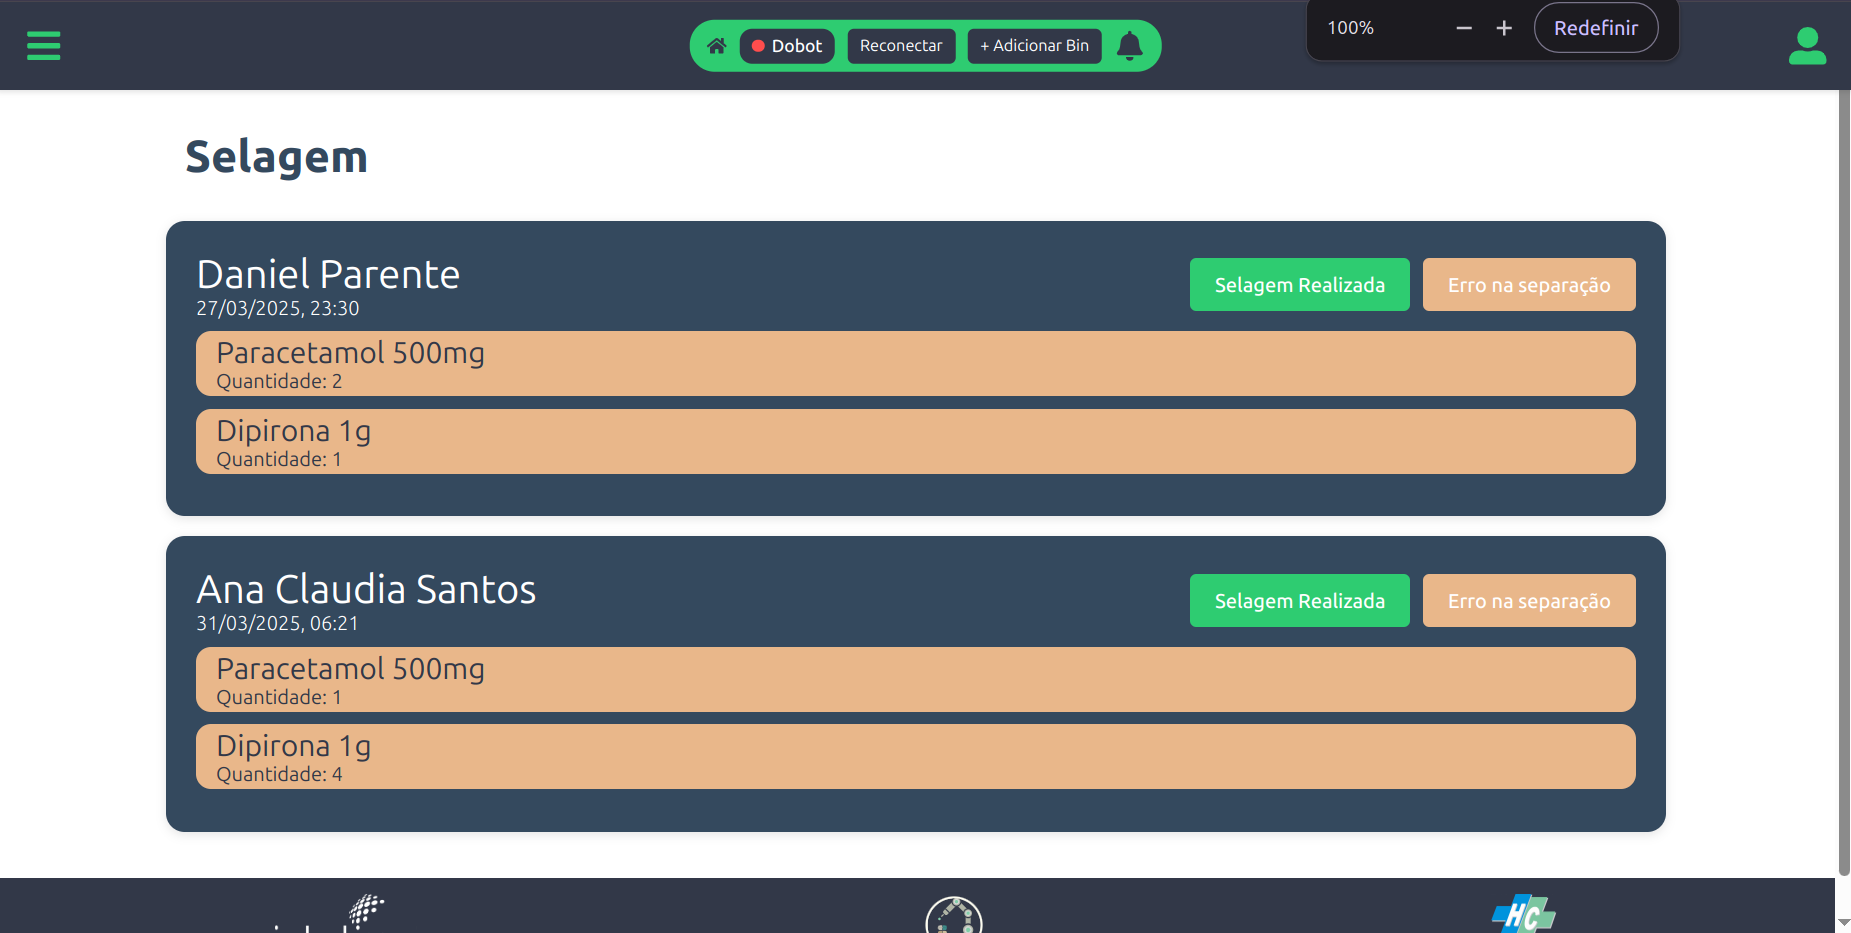 Dobot
Reconectar
+ Adicionar Bin
100%
Redefinir
Selagem
Daniel Parente
27/03/2025, 23:30
Selagem Realizada
Erro na separação
Paracetamol 500mg
Quantidade: 2
Dipirona 1g
Quantidade: 1
Ana Claudia Santos
31/03/2025, 06:21
Selagem Realizada
Erro na separação
Paracetamol 500mg
Quantidade: 1
Dipirona 1g
Quantidade: 4
HC